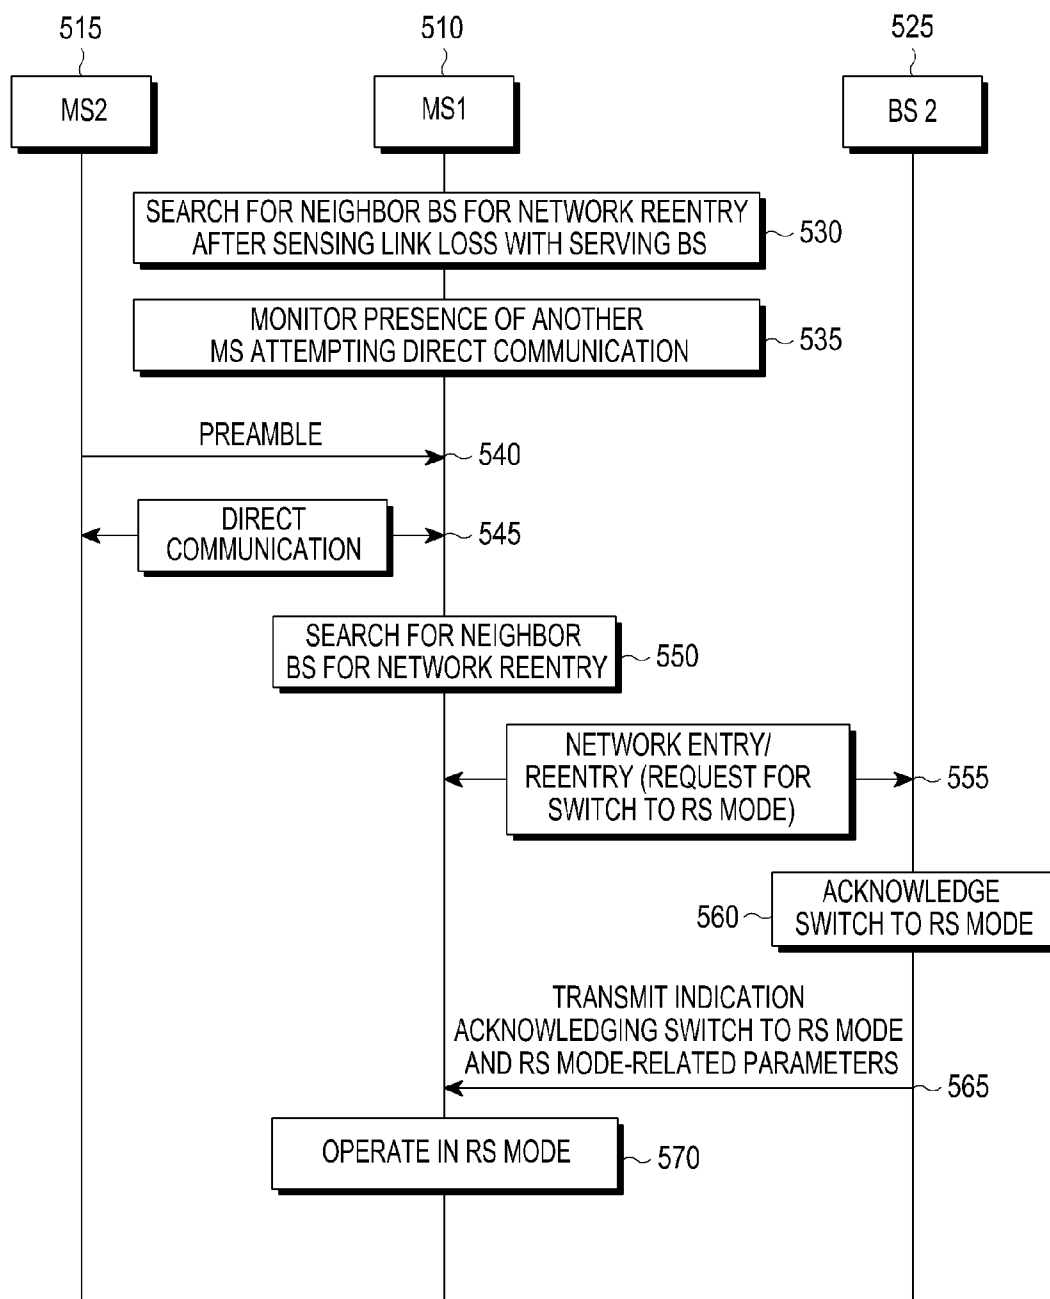 515
510
525
MS2
MS1
BS 2
SEARCH FOR NEIGHBOR BS FOR NETWORK REENTRY
AFTER SENSING LINK LOSS WITH SERVING BS
530
MONITOR PRESENCE OF ANOTHER
MS ATTEMPTING DIRECT COMMUNICATION
535
PREAMBLE
540
DIRECT
COMMUNICATION
545
SEARCH FOR NEIGHBOR
BS FOR NETWORK REENTRY
550
NETWORK ENTRY/
REENTRY (REQUEST FOR
SWITCH TO RS MODE)
555
ACKNOWLEDGE
SWITCH TO RS MODE
560
TRANSMIT INDICATION
ACKNOWLEDGING SWITCH TO RS MODE
AND RS MODE-RELATED PARAMETERS
565
OPERATE IN RS MODE
570